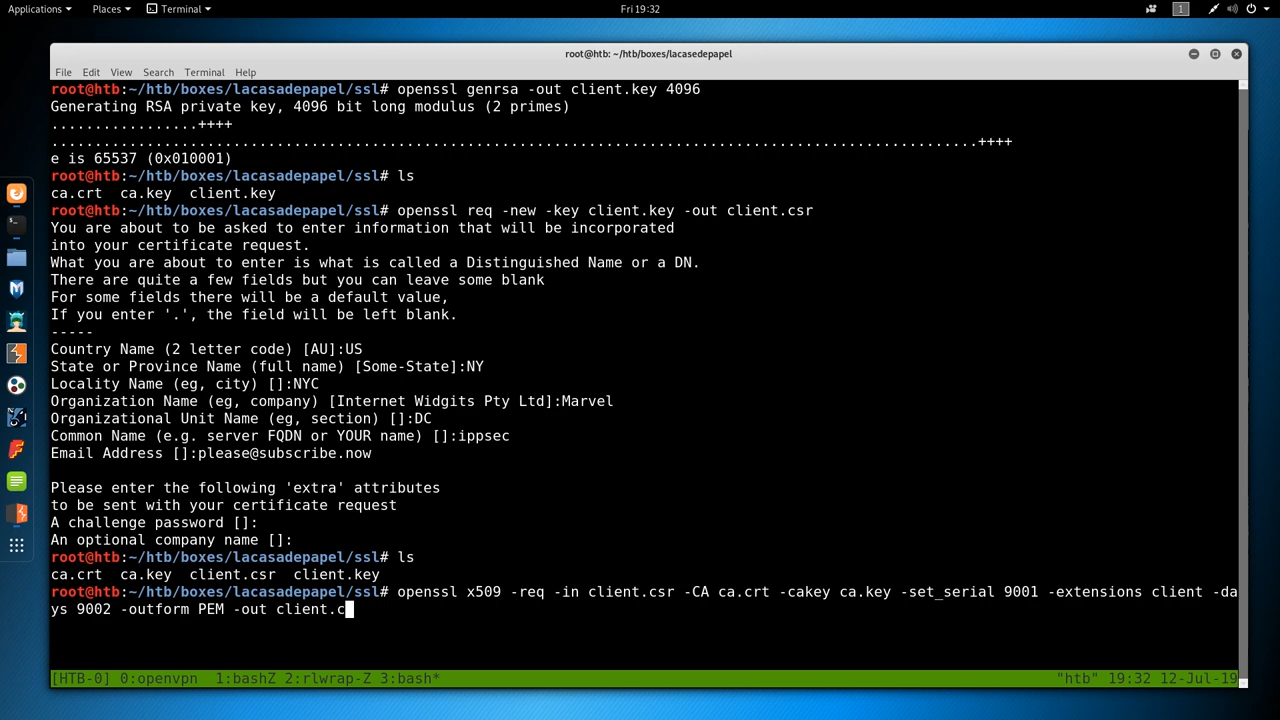 Applications Places Terminal Fri 19:32 1
root@htb: ~/htb/boxes/lacasedepapel
File Edit View Search Terminal Help
root@htb:~/htb/boxes/lacasedepapel/ssl# openssl genrsa -out client.key 4096
Generating RSA private key, 4096 bit long modulus (2 primes)
.................++++
...........................................................................................................++++
e is 65537 (0x010001)
root@htb:~/htb/boxes/lacasadepapel/ssl# ls
ca.crt  ca.key  client.key
root@htb:~/htb/boxes/lacasadepapel/ssl# openssl req -new -key client.key -out client.csr
You are about to be asked to enter information that will be incorporated
into your certificate request.
What you are about to enter is what is called a Distinguished Name or a DN.
There are quite a few fields but you can leave some blank
For some fields there will be a default value,
If you enter '.', the field will be left blank.
-----
Country Name (2 letter code) [AU]:US
State or Province Name (full name) [Some-State]:NY
Locality Name (eg, city) []:NYC
Organization Name (eg, company) [Internet Widgits Pty Ltd]:Marvel
Organizational Unit Name (eg, section) []:DC
Common Name (e.g. server FQDN or YOUR name) []:ippsec
Email Address []:please@subscribe.now
Please enter the following 'extra' attributes
to be sent with your certificate request
A challenge password []:
An optional company name []:
root@htb:~/htb/boxes/lacasadepapel/ssl# ls
ca.crt  ca.key  client.csr  client.key
root@htb:~/htb/boxes/lacasadepapel/ssl# openssl x509 -req -in client.csr -CA ca.crt -cakey ca.key -set_serial 9001 -extensions client -da
ys 9002 -outform PEM -out client.c
[HTB-0] 0:openvpn  1:bashZ 2:rlwrap-Z 3:bash* "htb" 19:32 12-Jul-19